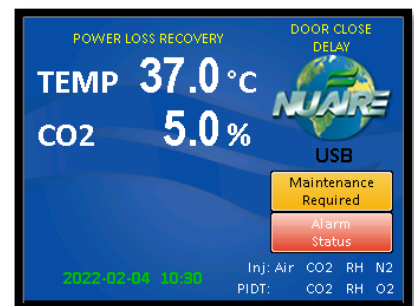 POWER LOSS RECOVERY
DOOR CLOSE
DELAY
TEMP 37.0 °C
CO2 5.0 %
NUAIRE
USB
Maintenance
Required
Alarm
Status
2022-02-04 10:30
Inj: Air CO2 RH N2
PIDT: CO2 RH O2